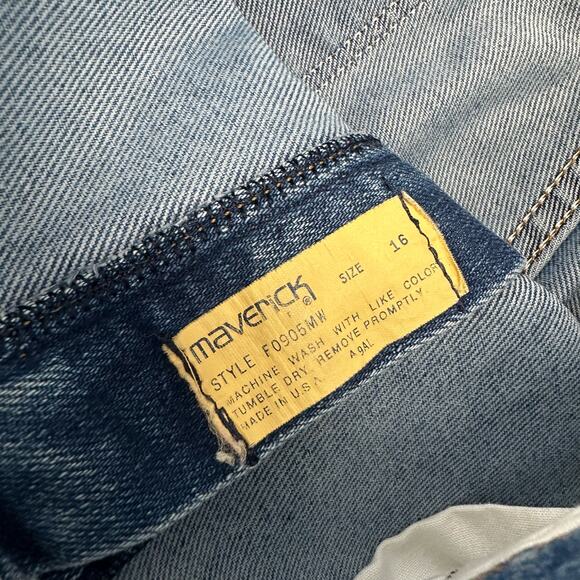 maverick ®
SIZE 16
STYLE F0905MW
MACHINE WASH WITH LIKE COLOR
TUMBLE DRY. REMOVE PROMPTLY.
MADE IN U.S.A.